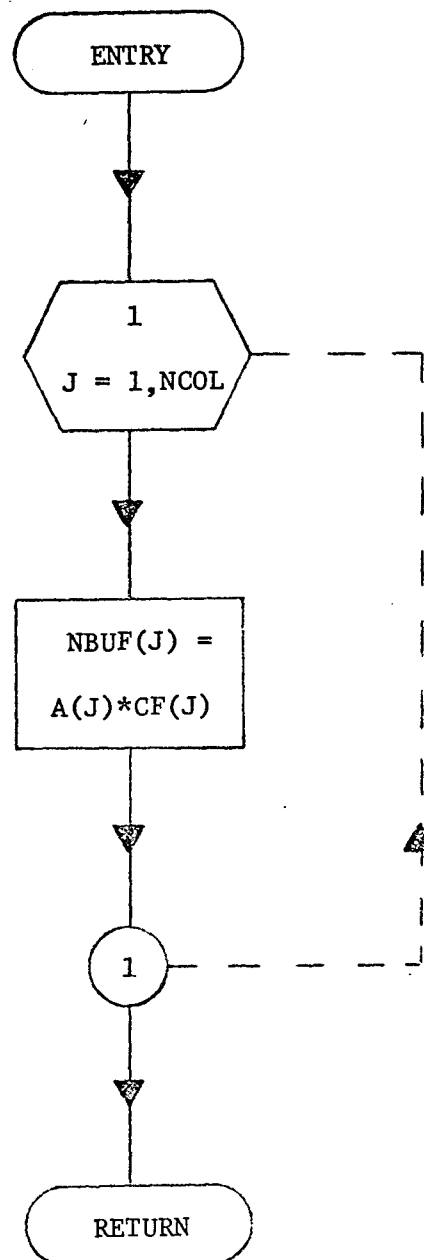 ENTRY
1
J = 1,NCOL
NBUF(J) =
A(J)*CF(J)
1
RETURN